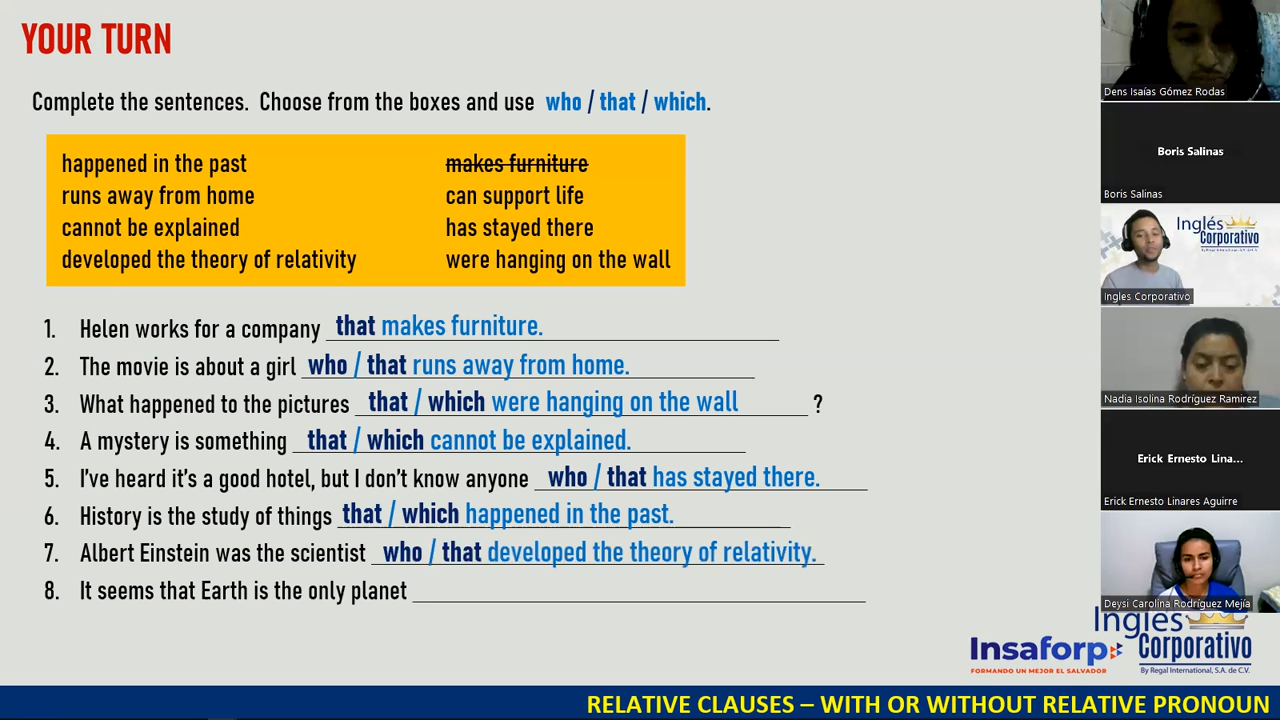 YOUR TURN
Complete the sentences. Choose from the boxes and use who / that / which.
happened in the past
runs away from home
cannot be explained
developed the theory of relativity
makes furniture
can support life
has stayed there
were hanging on the wall
1. Helen works for a company that makes furniture.
2. The movie is about a girl who / that runs away from home.
3. What happened to the pictures that / which were hanging on the wall ?
4. A mystery is something that / which cannot be explained.
5. I've heard it's a good hotel, but I don't know anyone who / that has stayed there.
6. History is the study of things that / which happened in the past.
7. Albert Einstein was the scientist who / that developed the theory of relativity.
8. It seems that Earth is the only planet
Dens Isaías Gómez Rodas
Boris Salinas
Boris Salinas
Inglés
Corporativo
Ingles Corporativo
Nadia Isolina Rodríguez Ramirez
Erick Ernesto Lina...
Erick Ernesto Linares Aguirre
Deysi Carolina Rodríguez Mejía
Inglés
Corporativo
By Regal International, S.A. de C.V.
Insaforp
FORMANDO UN MEJOR EL SALVADOR
RELATIVE CLAUSES – WITH OR WITHOUT RELATIVE PRONOUN